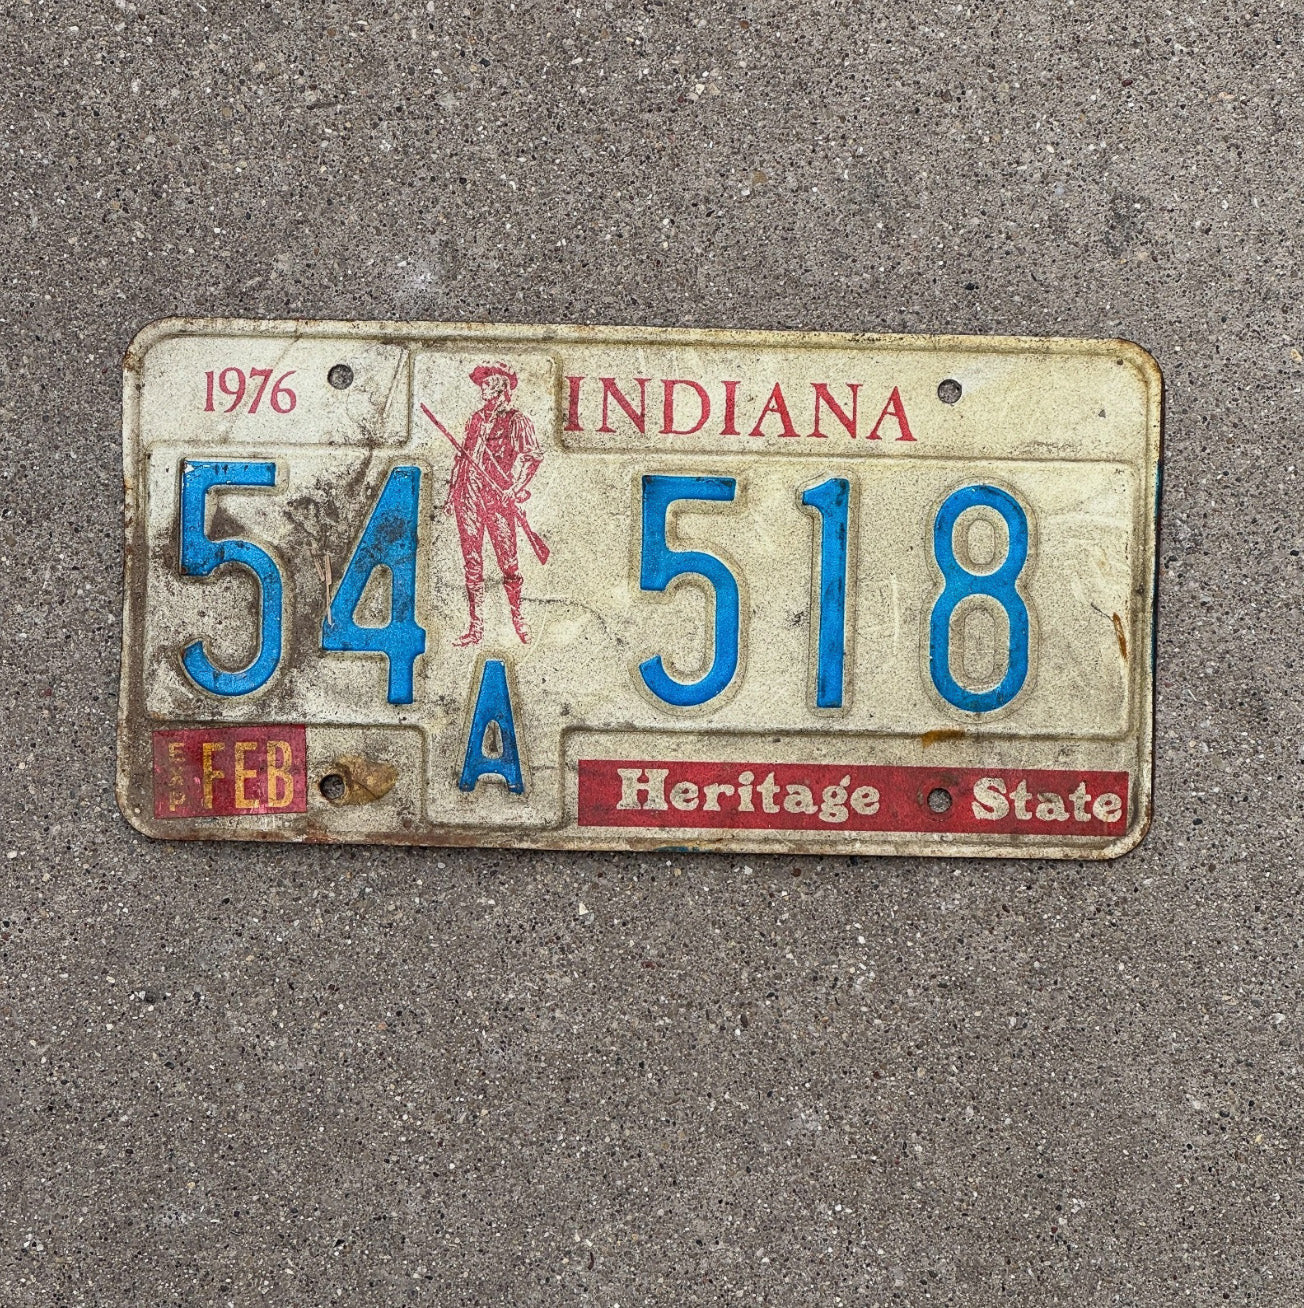 1976 INDIANA
54 A 518
EXP FEB
Heritage State